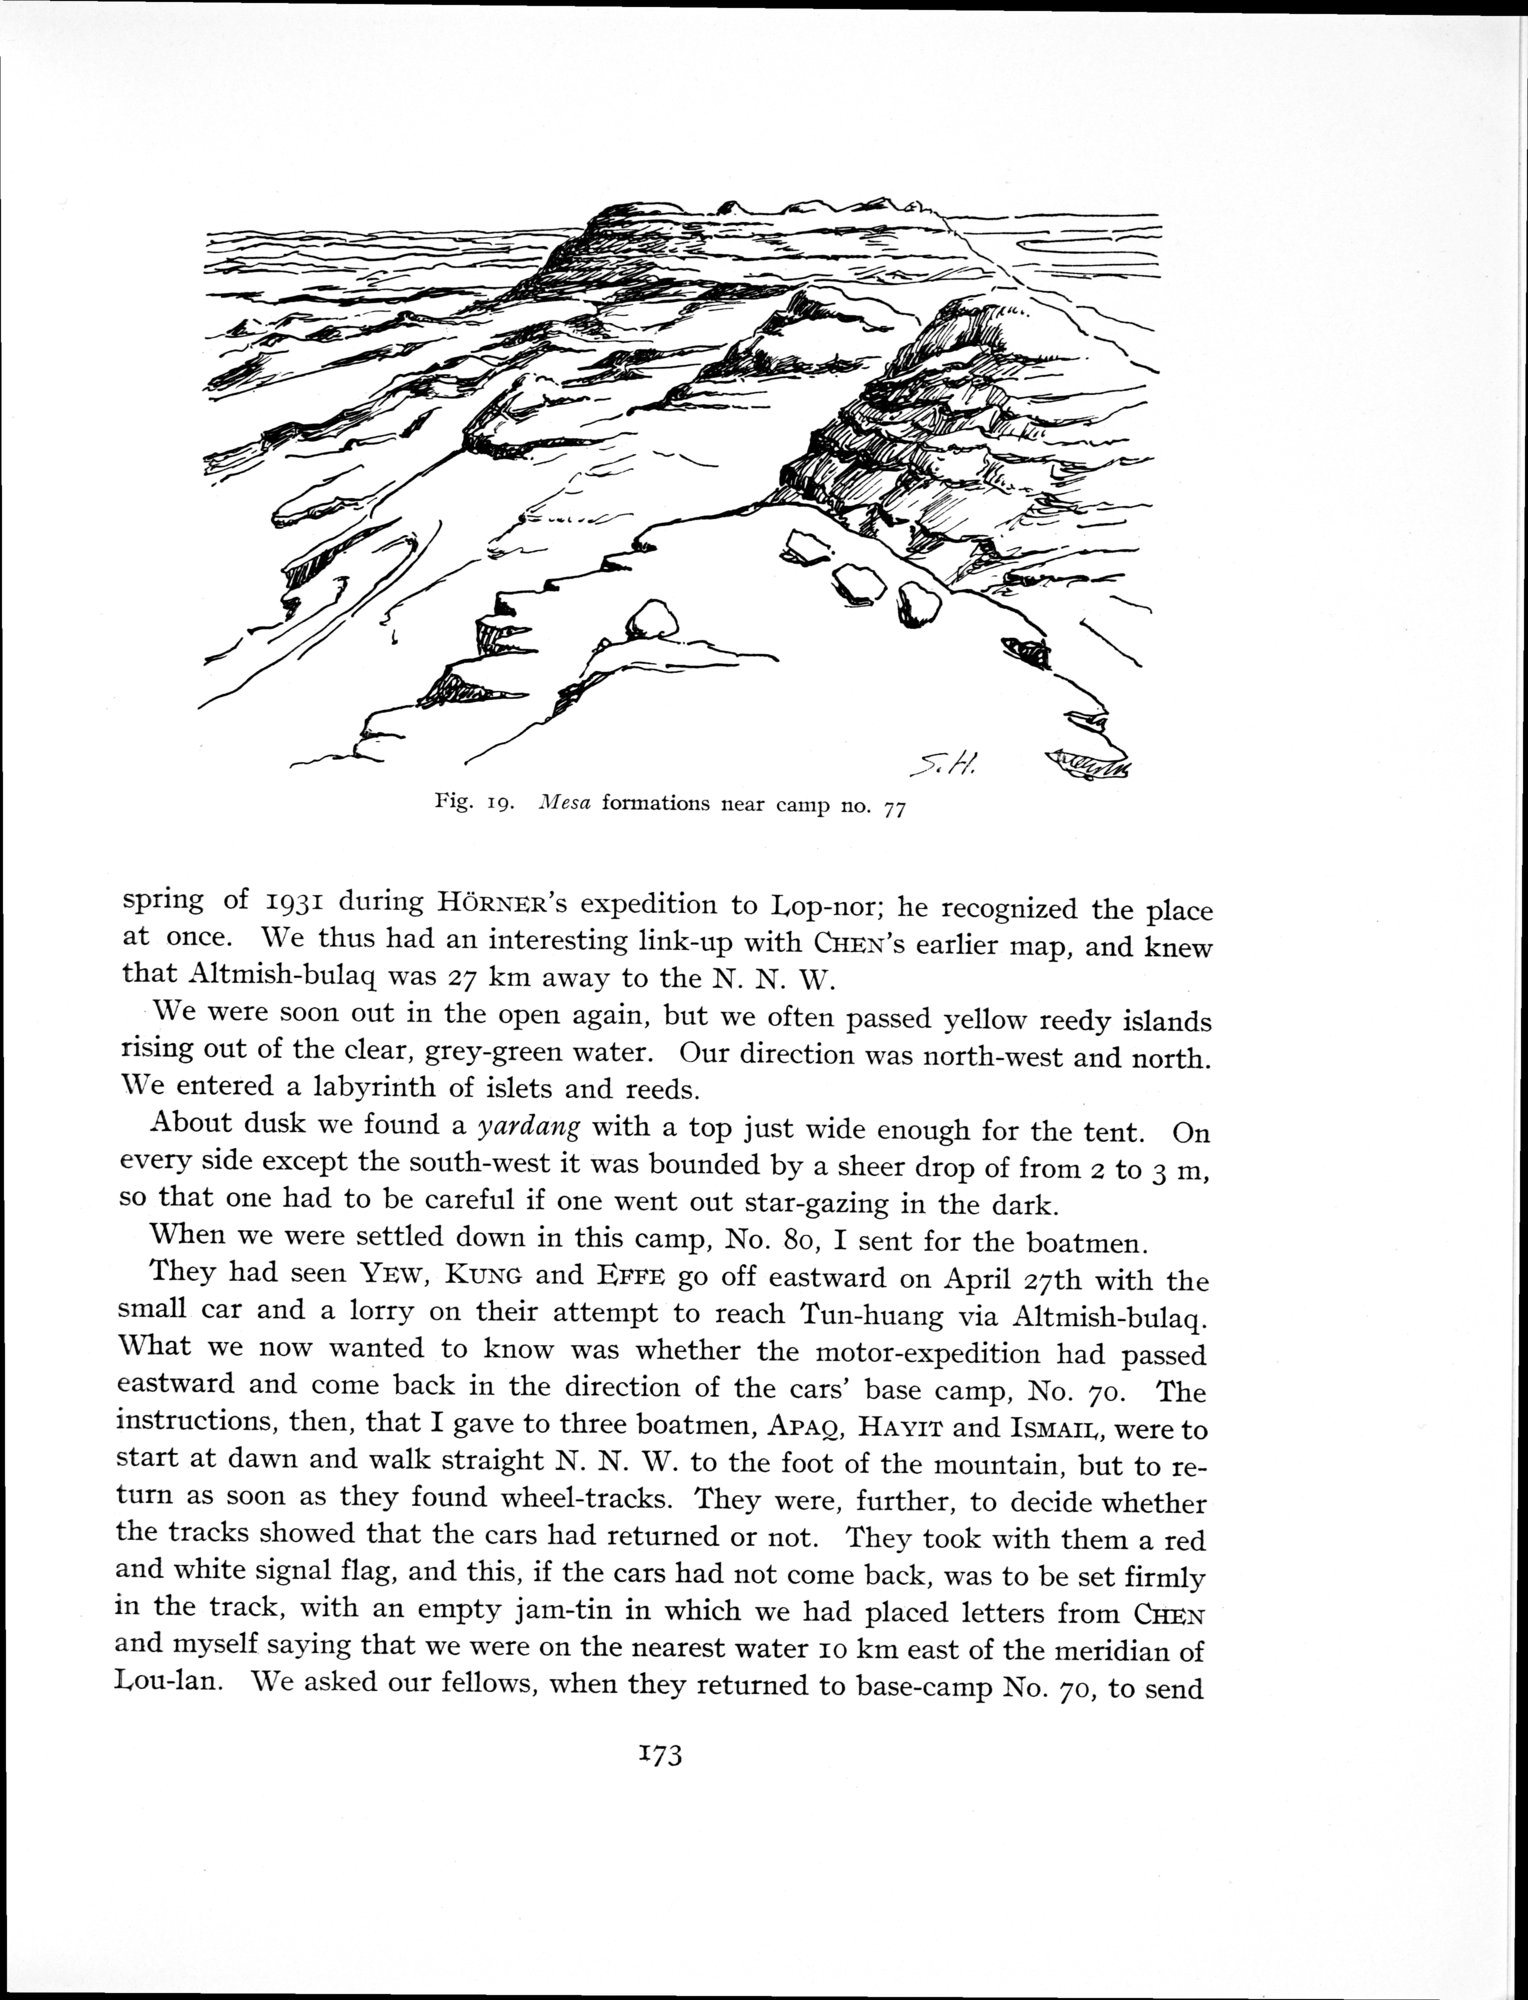 S.H.
Fig. 19. Mesa formations near camp no. 77
spring of 1931 during HÖRNER's expedition to Lop-nor; he recognized the place
at once. We thus had an interesting link-up with CHEN's earlier map, and knew
that Altmish-bulaq was 27 km away to the N. N. W.
We were soon out in the open again, but we often passed yellow reedy islands
rising out of the clear, grey-green water. Our direction was north-west and north.
We entered a labyrinth of islets and reeds.
About dusk we found a yardang with a top just wide enough for the tent. On
every side except the south-west it was bounded by a sheer drop of from 2 to 3 m,
so that one had to be careful if one went out star-gazing in the dark.
When we were settled down in this camp, No. 80, I sent for the boatmen.
They had seen YEW, KUNG and EFFE go off eastward on April 27th with the
small car and a lorry on their attempt to reach Tun-huang via Altmish-bulaq.
What we now wanted to know was whether the motor-expedition had passed
eastward and come back in the direction of the cars' base camp, No. 70. The
instructions, then, that I gave to three boatmen, APAQ, HAYIT and ISMAIL, were to
start at dawn and walk straight N. N. W. to the foot of the mountain, but to re-
turn as soon as they found wheel-tracks. They were, further, to decide whether
the tracks showed that the cars had returned or not. They took with them a red
and white signal flag, and this, if the cars had not come back, was to be set firmly
in the track, with an empty jam-tin in which we had placed letters from CHEN
and myself saying that we were on the nearest water 10 km east of the meridian of
Lou-lan. We asked our fellows, when they returned to base-camp No. 70, to send
173